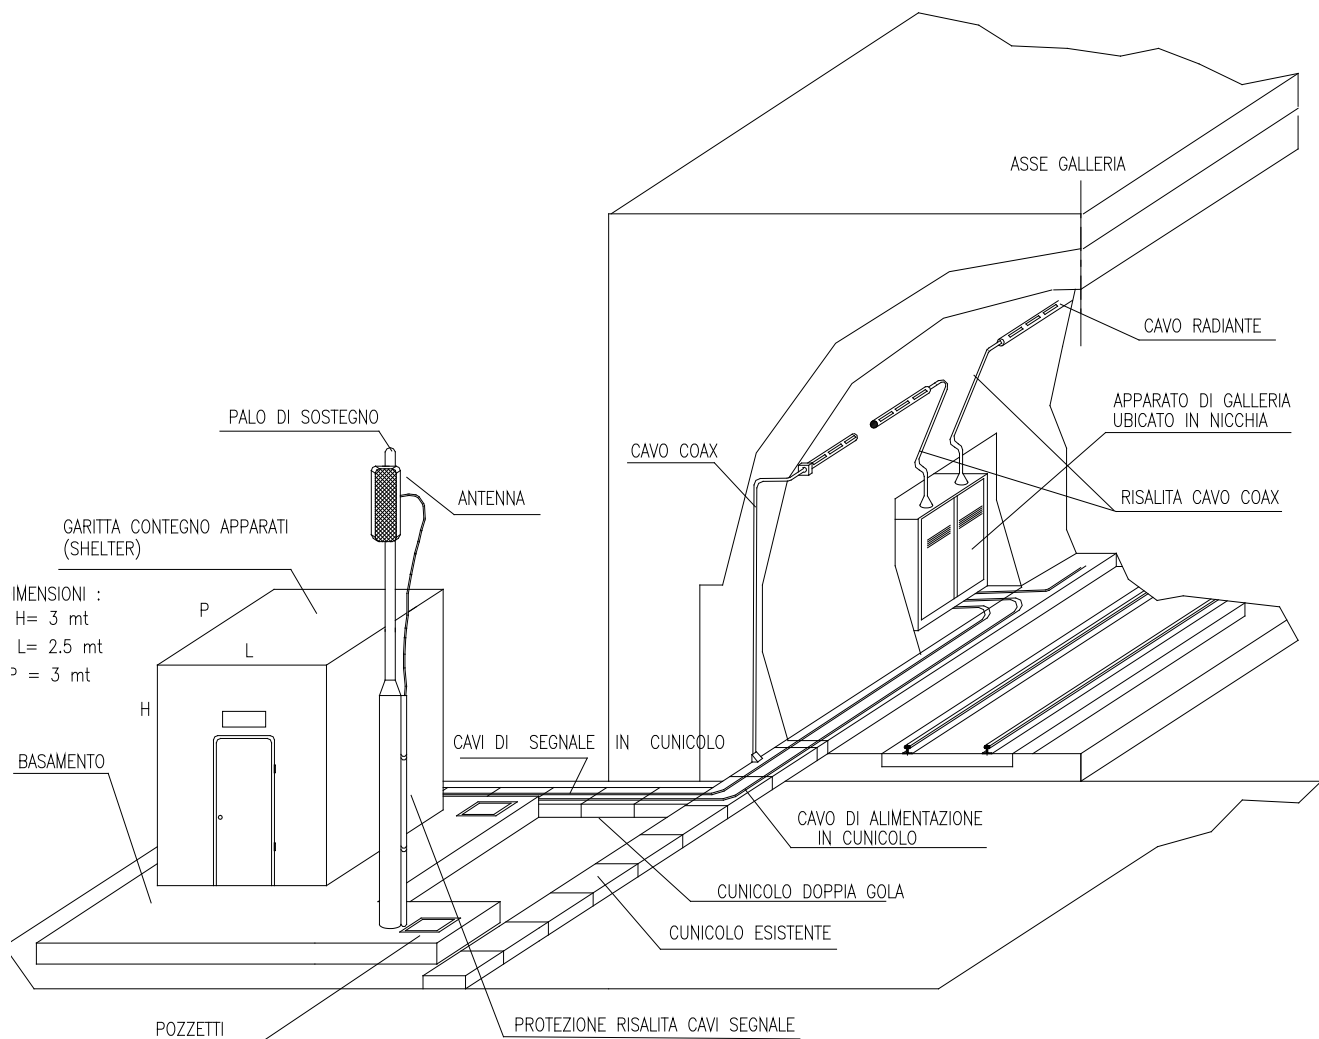 ASSE GALLERIA
CAVO RADIANTE
APPARATO DI GALLERIA
UBICATO IN NICCHIA
PALO DI SOSTEGNO
CAVO COAX
ANTENNA
RISALITA CAVO COAX
GARITTA CONTEGNO APPARATI
(SHELTER)
IMENSIONI :
H= 3 mt
L= 2.5 mt
P = 3 mt
P
L
H
CAVI DI SEGNALE IN CUNICOLO
BASAMENTO
CAVO DI ALIMENTAZIONE
IN CUNICOLO
CUNICOLO DOPPIA GOLA
CUNICOLO ESISTENTE
POZZETTI
PROTEZIONE RISALITA CAVI SEGNALE